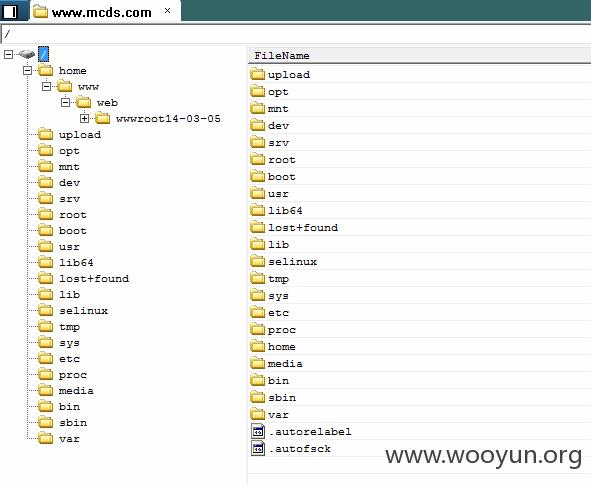 www.mcds.com ×
/
/
home
www
web
wwwroot14-03-05
upload
opt
mnt
dev
srv
root
boot
usr
lib64
lost+found
lib
selinux
tmp
sys
etc
proc
media
bin
sbin
var
FileName
upload
opt
mnt
dev
srv
root
boot
usr
lib64
lost+found
lib
selinux
tmp
sys
etc
proc
home
media
bin
sbin
var
.autorelabel
.autofsck
www.wooyun.org